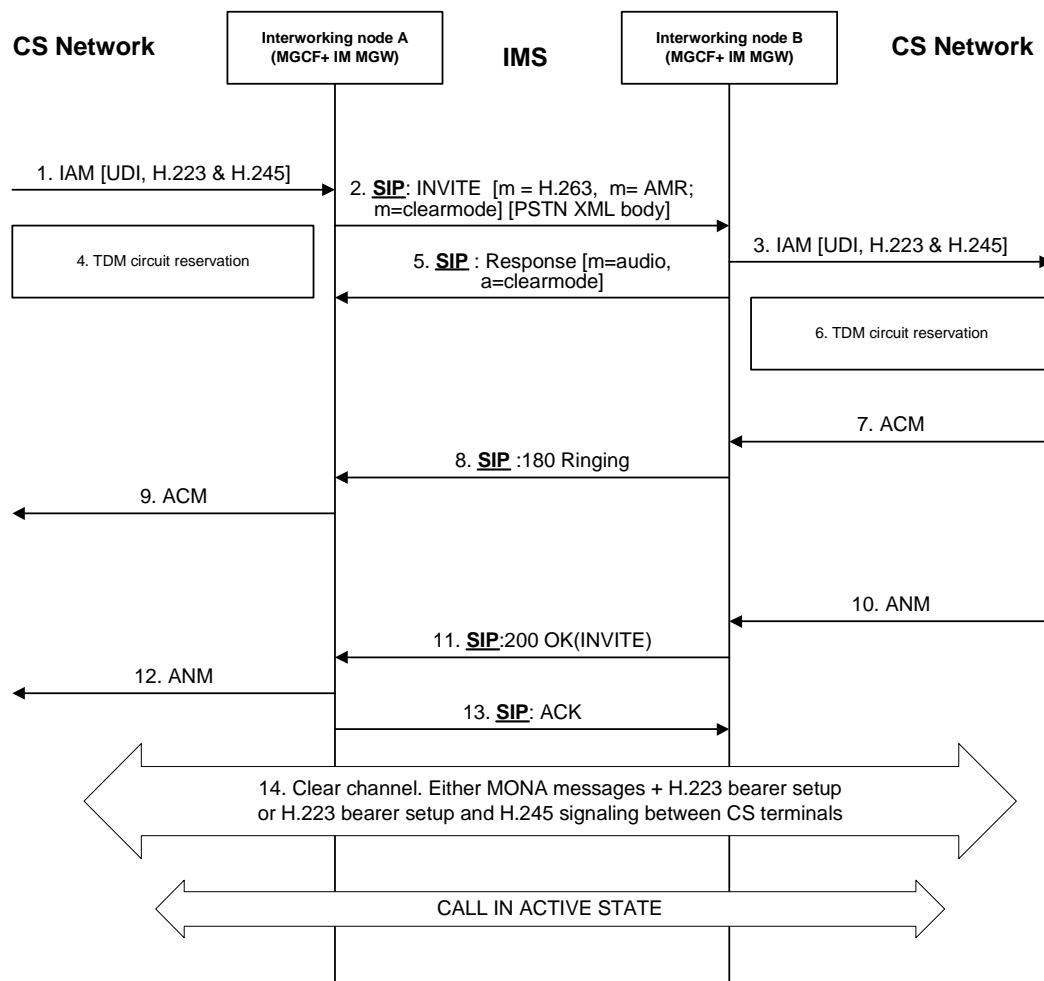 CS Network
Interworking node A
(MGCF+ IM MGW)
IMS
Interworking node B
(MGCF+ IM MGW)
CS Network
1. IAM [UDI, H.223 & H.245]
2. SIP: INVITE [m = H.263, m= AMR;
m=clearmode] [PSTN XML body]
3. IAM [UDI, H.223 & H.245]
4. TDM circuit reservation
5. SIP : Response [m=audio,
a=clearmode]
6. TDM circuit reservation
7. ACM
8. SIP :180 Ringing
9. ACM
10. ANM
11. SIP:200 OK(INVITE)
12. ANM
13. SIP: ACK
14. Clear channel. Either MONA messages + H.223 bearer setup
or H.223 bearer setup and H.245 signaling between CS terminals
CALL IN ACTIVE STATE